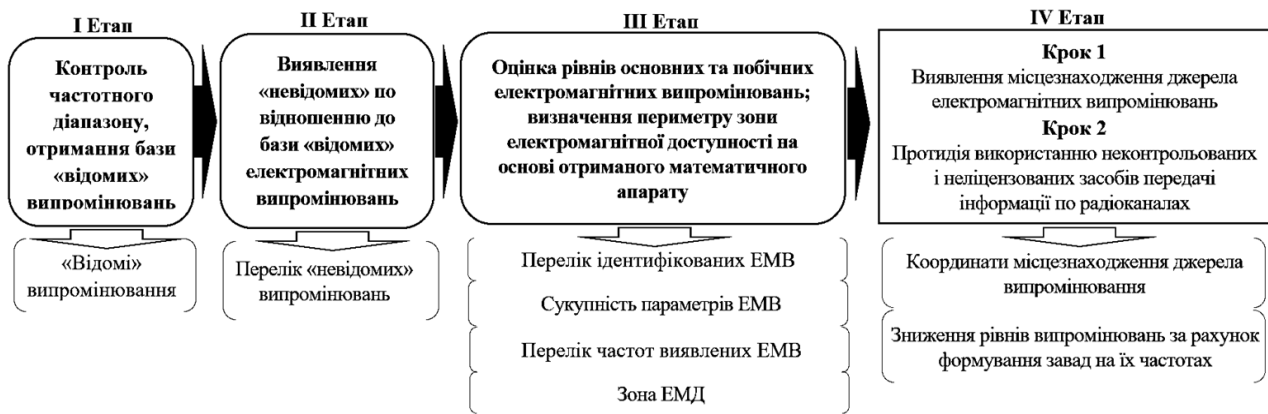 І Етап
Контроль
частотного
діапазону,
отримання бази
«відомих»
випромінювань
«Відомі»
випромінювання
ІІ Етап
Виявлення
«невідомих» по
відношенню до
бази «відомих»
електромагнітних
випромінювань
Перелік «невідомих»
випромінювань
ІІІ Етап
Оцінка рівнів основних та побічних
електромагнітних випромінювань;
визначення периметру зони
електромагнітної доступності на
основі отриманого математичного
апарату
Перелік ідентифікованих ЕМВ
Сукупність параметрів ЕМВ
Перелік частот виявлених ЕМВ
Зона ЕМД
IV Етап
Крок 1
Виявлення місцезнаходження джерела
електромагнітних випромінювань
Крок 2
Протидія використанню неконтрольованих
і неліцензованих засобів передачі
інформації по радіоканалах
Координати місцезнаходження джерела
випромінювання
Зниження рівнів випромінювань за рахунок
формування завад на їх частотах